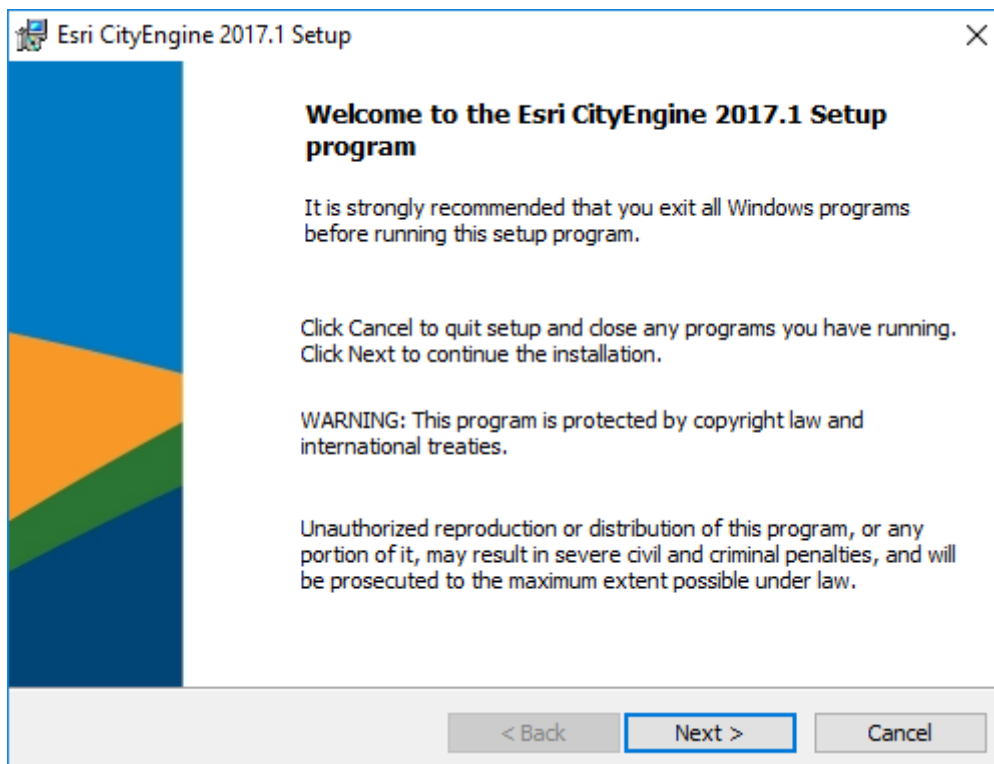 Esri CityEngine 2017.1 Setup
Welcome to the Esri CityEngine 2017.1 Setup
program
It is strongly recommended that you exit all Windows programs
before running this setup program.
Click Cancel to quit setup and close any programs you have running.
Click Next to continue the installation.
WARNING: This program is protected by copyright law and
international treaties.
Unauthorized reproduction or distribution of this program, or any
portion of it, may result in severe civil and criminal penalties, and will
be prosecuted to the maximum extent possible under law.
< Back Next > Cancel